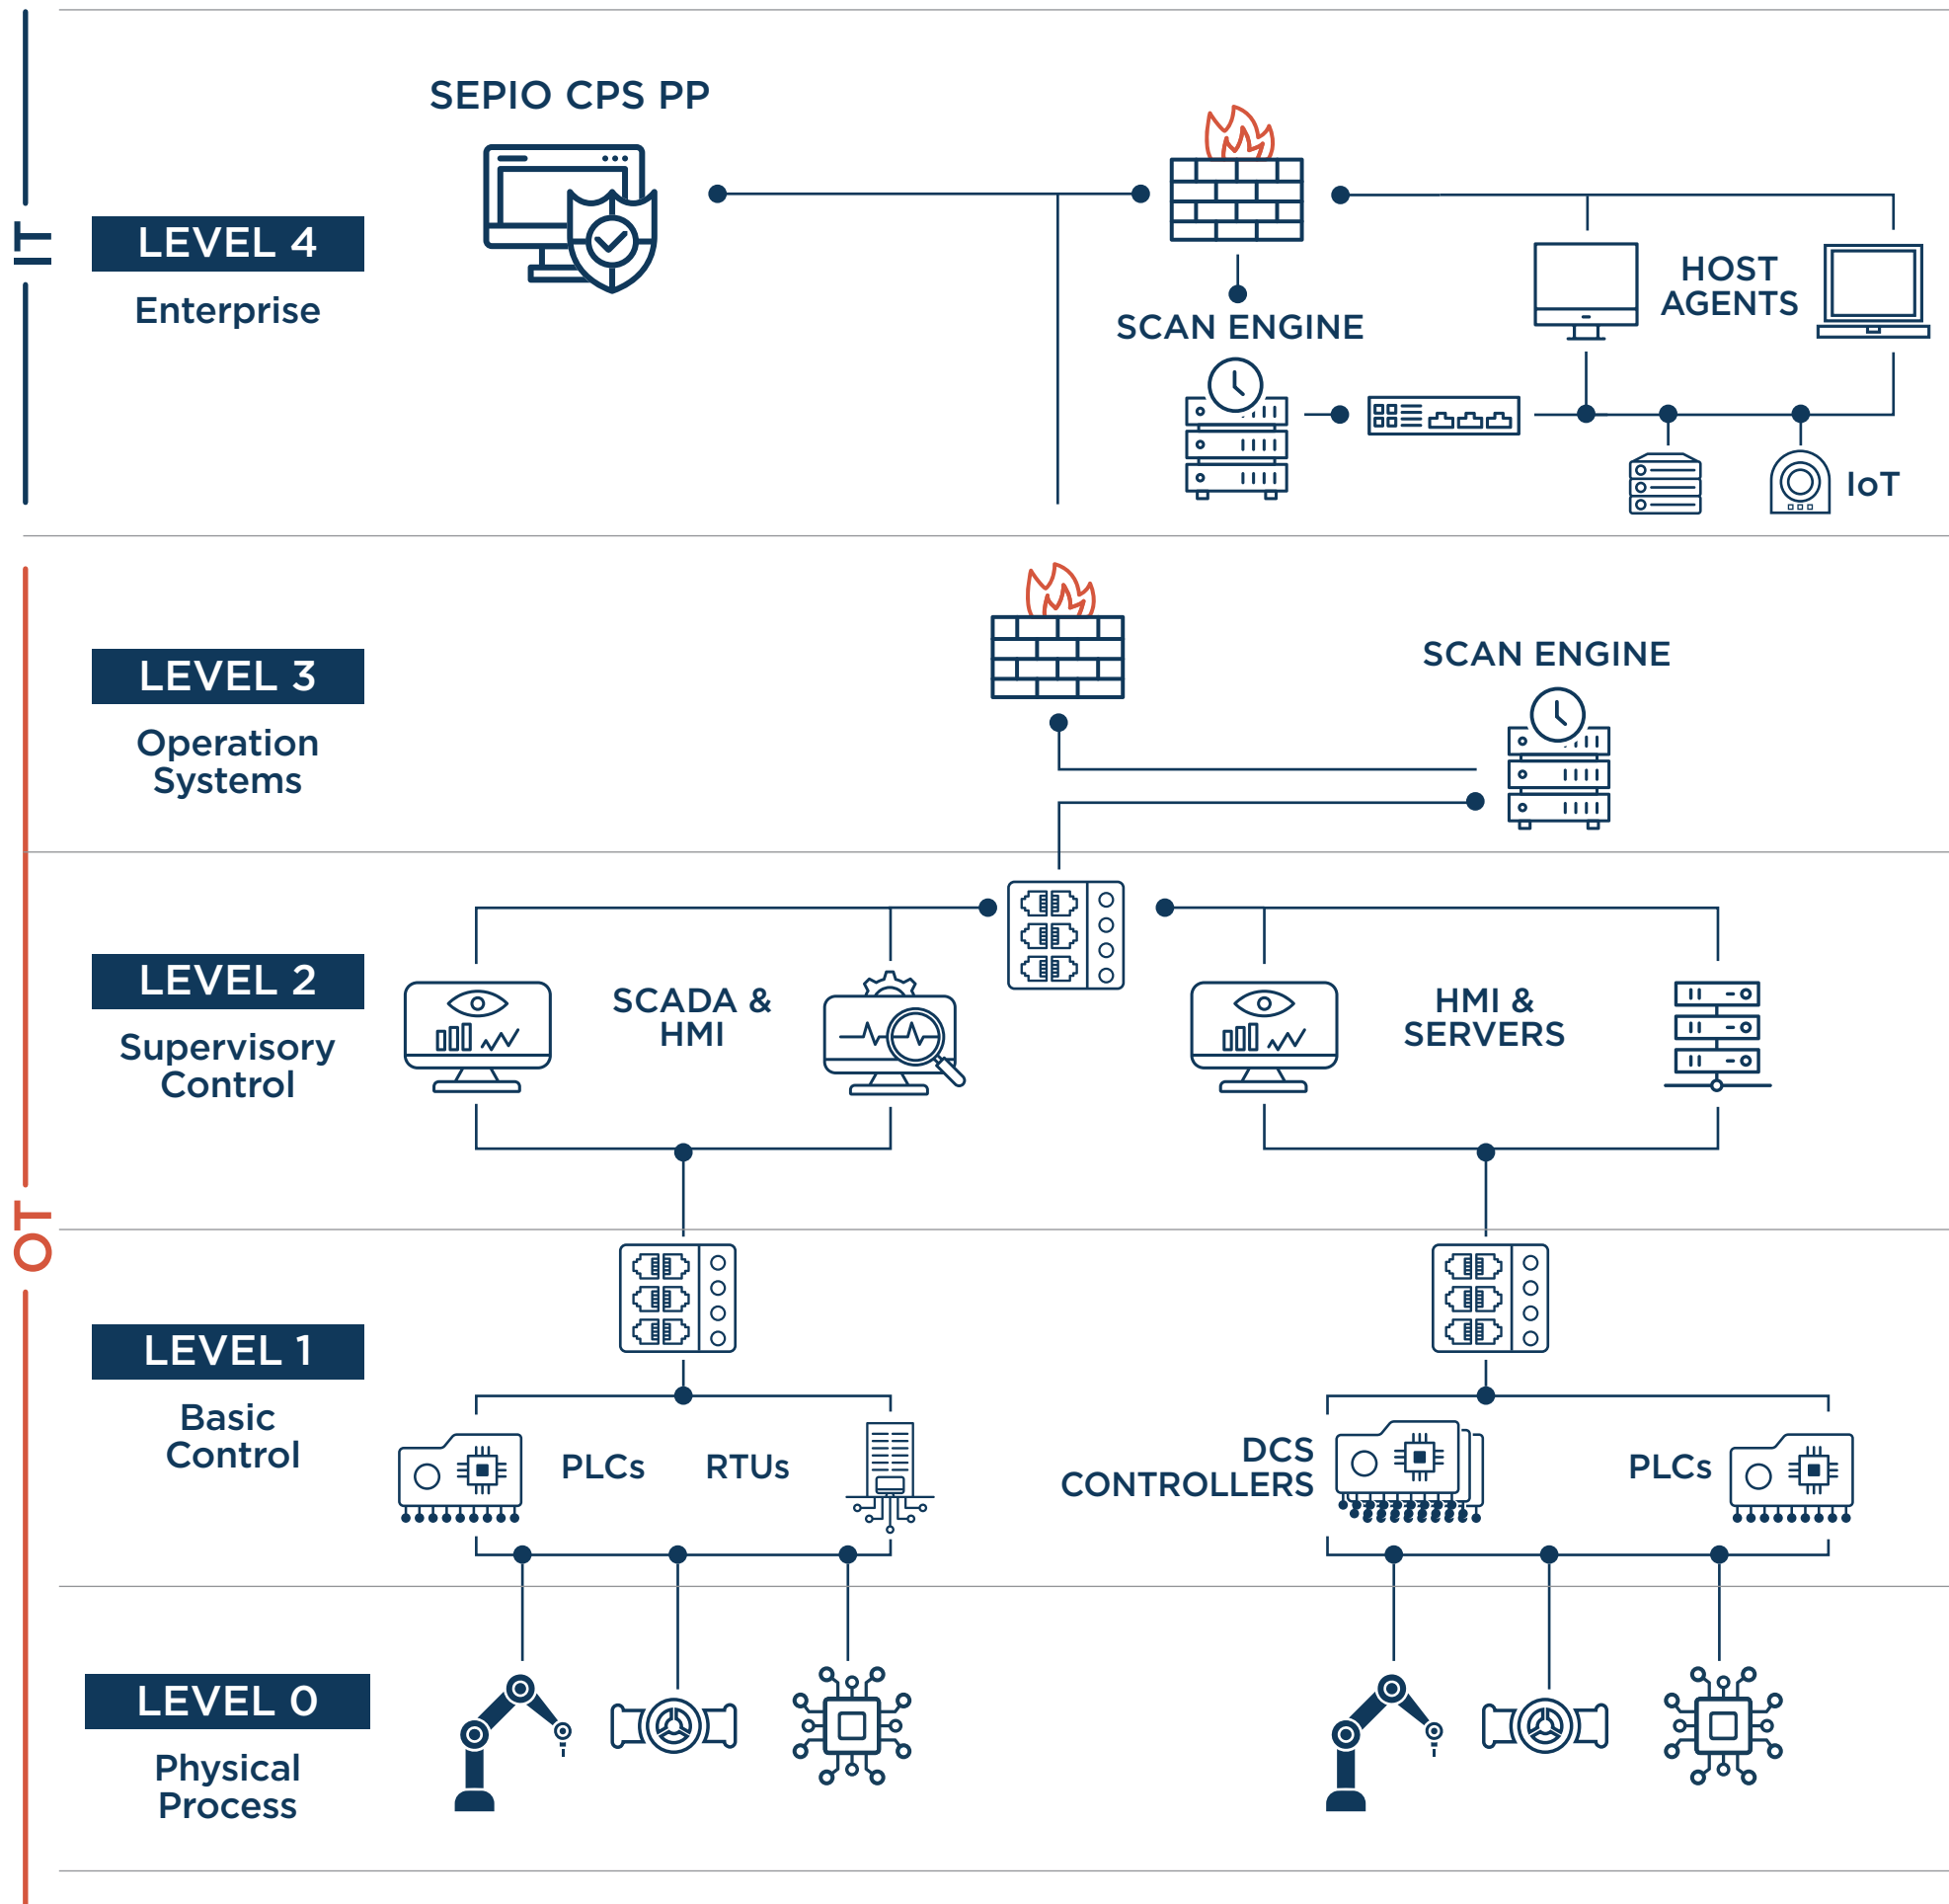 IT
SEPIO CPS PP
LEVEL 4
Enterprise
HOST
AGENTS
SCAN ENGINE
IoT
OT
LEVEL 3
Operation
Systems
SCAN ENGINE
LEVEL 2
Supervisory
Control
SCADA &
HMI
HMI &
SERVERS
LEVEL 1
Basic
Control
PLCs
RTUs
DCS
CONTROLLERS
PLCs
LEVEL 0
Physical
Process